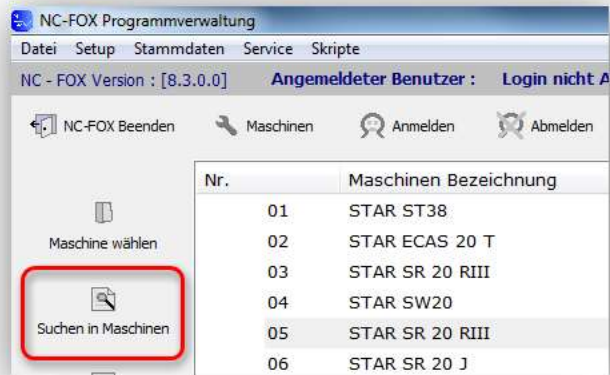 NC-FOX Programmverwaltung
Datei Setup Stammdaten Service Skripte
NC - FOX Version : [8.3.0.0] Angemeldeter Benutzer : Login nicht A
NC-FOX Beenden Maschinen Anmelden Abmelden
Nr. Maschinen Bezeichnung
01 STAR ST38
Maschine wählen
02 STAR ECAS 20 T
03 STAR SR 20 RIII
04 STAR SW20
Suchen in Maschinen
05 STAR SR 20 RIII
06 STAR SR 20 J